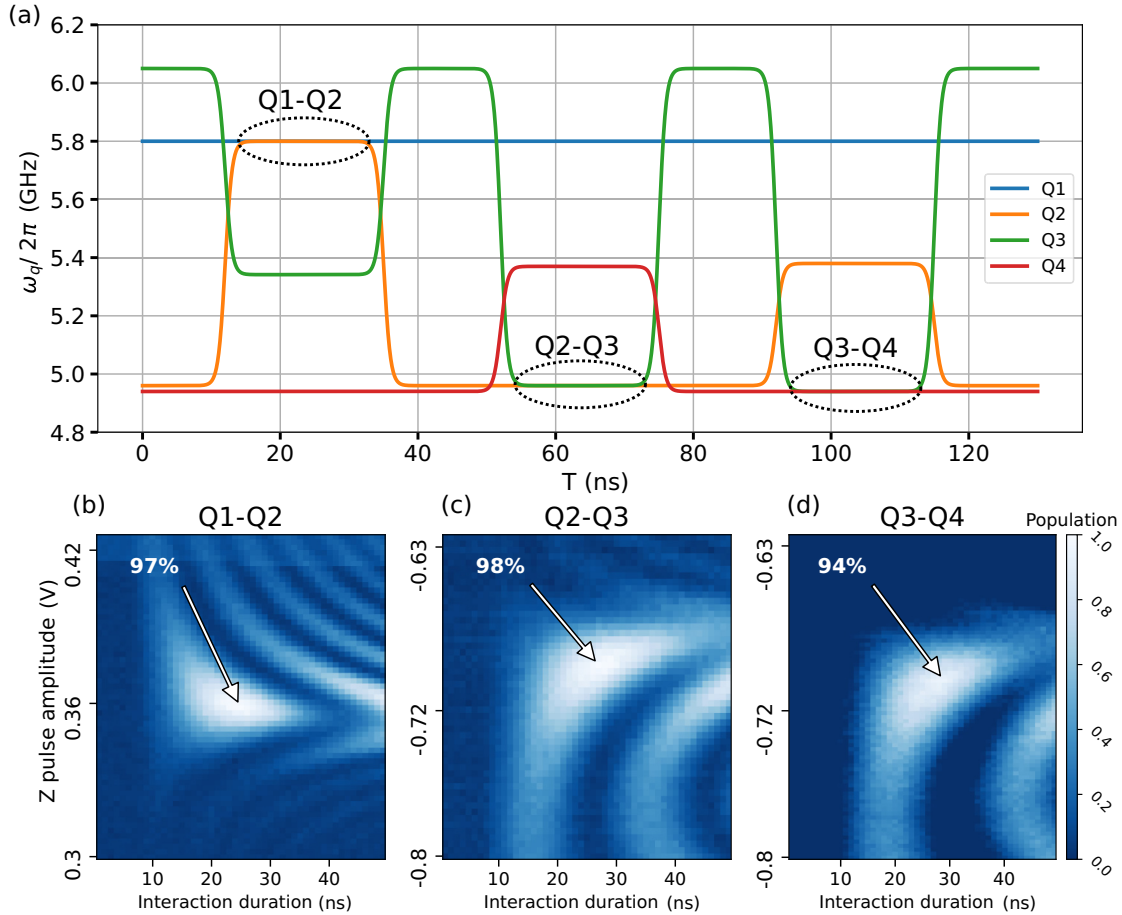 (a)
6.2
6.0
5.8
5.6
5.4
5.2
5.0
4.8
ω_q / 2π (GHz)
Q1-Q2
Q2-Q3
Q3-Q4
Q1
Q2
Q3
Q4
0 20 40 60 80 100 120
T (ns)
(b)
Q1-Q2
97%
0.42
0.36
0.3
Z pulse amplitude (V)
10 20 30 40
Interaction duration (ns)
(c)
Q2-Q3
98%
-0.63
-0.72
-0.8
10 20 30 40
Interaction duration (ns)
(d)
Q3-Q4
94%
-0.63
-0.72
-0.8
10 20 30 40
Interaction duration (ns)
Population
1.0
0.8
0.6
0.4
0.2
0.0